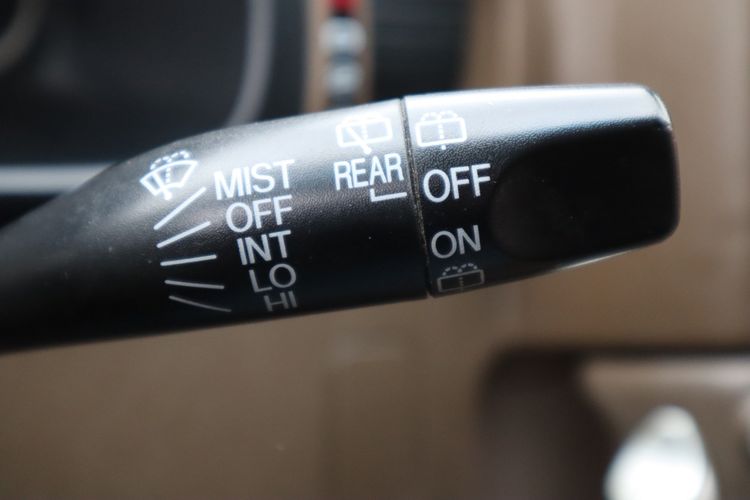 MIST
OFF
INT
LO
HI
REAR
OFF
ON